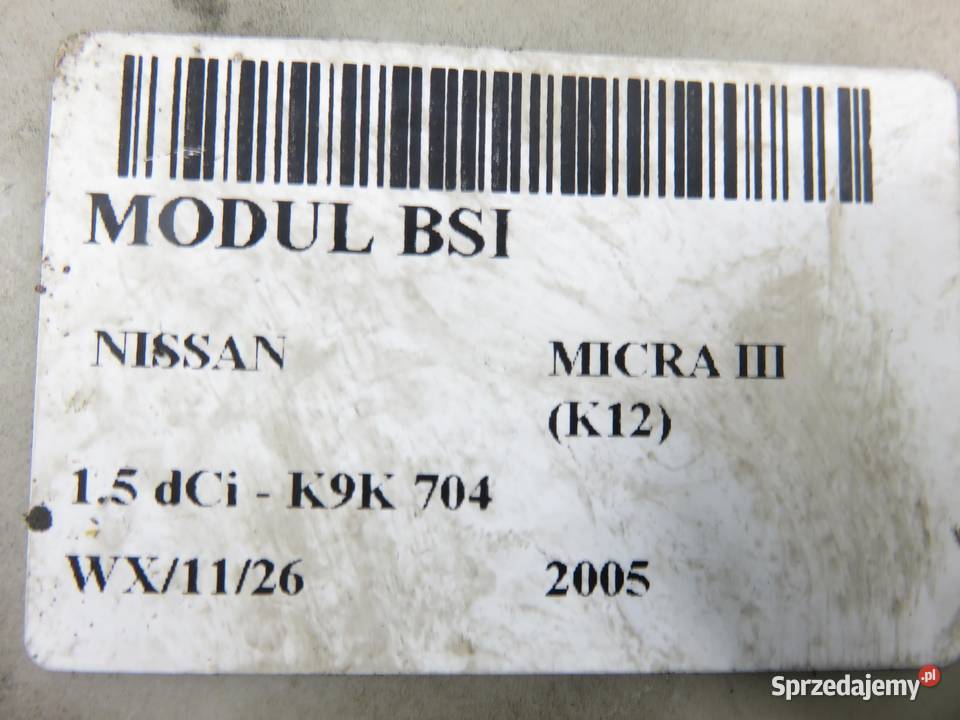 MODUL BSI
NISSAN MICRA III
(K12)
1.5 dCi - K9K 704
WX/11/26 2005
Sprzedajemy.pl